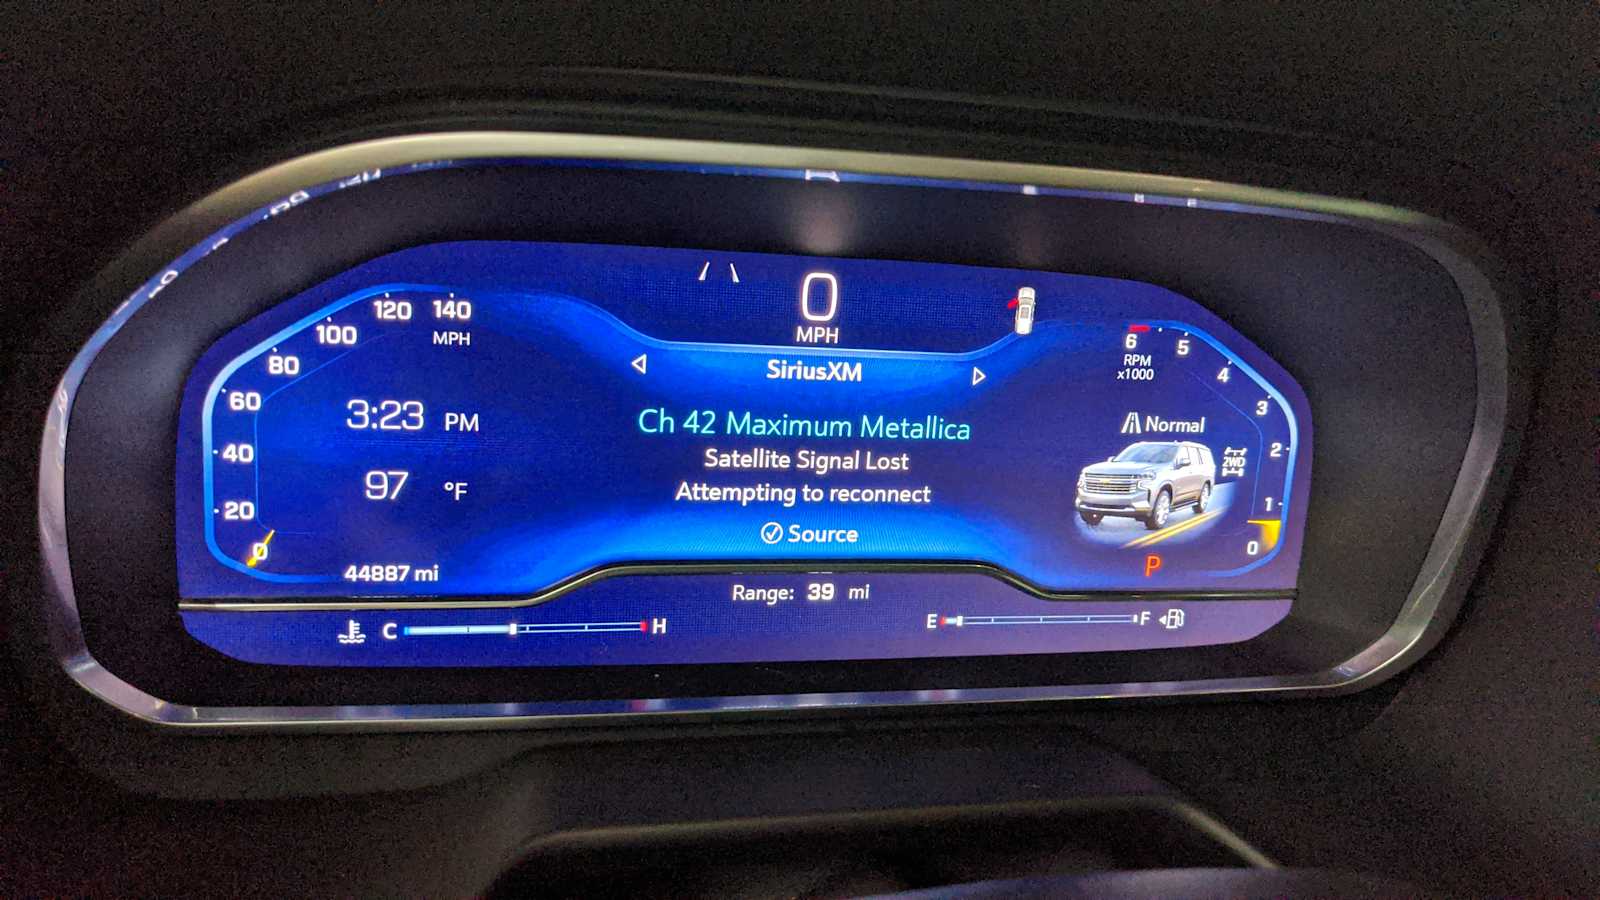 0
MPH
120 140
100
MPH
80
60
40
20
0
3:23 PM
97 °F
44887 mi
SiriusXM
Ch 42 Maximum Metallica
Satellite Signal Lost
Attempting to reconnect
Source
6
5
4
3
2
1
0
RPM
x1000
Normal
2WD
P
Range: 39 mi
C H
E F